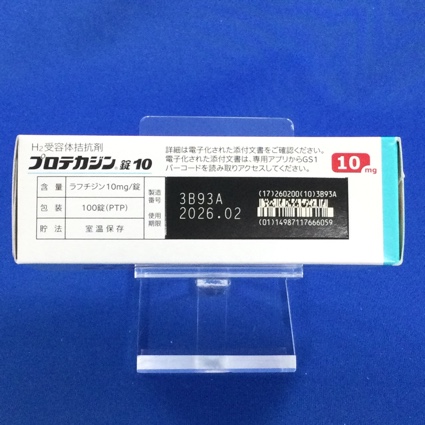 H₂受容体拮抗剤
プロテカジン錠10
詳細は電子化された添付文書をご確認ください。
電子化された添付文書は、専用アプリからGS1
バーコードを読み取りアクセスしてください。
10mg
含量 ラフチジン10mg/錠
包装 100錠(PTP)
貯法 室温保存
製造番号 3B93A
使用期限 2026.02
(17)260200(10)3B93A
(01)14987117666059